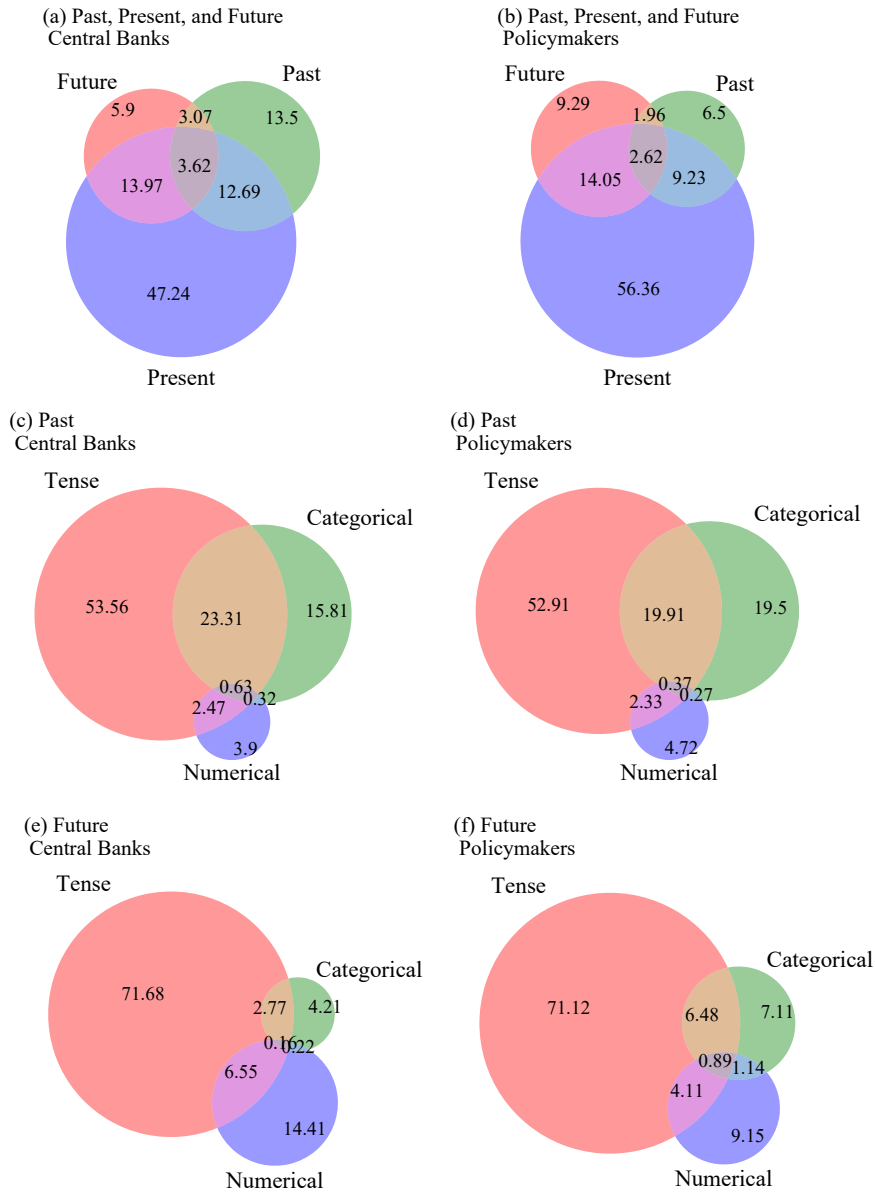 (a) Past, Present, and Future
Central Banks
Future
Past
5.9
3.07
13.5
3.62
13.97
12.69
47.24
Present
(b) Past, Present, and Future
Policymakers
Future
Past
9.29
1.96
6.5
2.62
14.05
9.23
56.36
Present
(c) Past
Central Banks
Tense
Categorical
53.56
23.31
15.81
0.63
0.32
2.47
3.9
Numerical
(d) Past
Policymakers
Tense
Categorical
52.91
19.91
19.5
0.37
0.27
2.33
4.72
Numerical
(e) Future
Central Banks
Tense
Categorical
71.68
2.77
4.21
0.16
0.22
6.55
14.41
Numerical
(f) Future
Policymakers
Tense
Categorical
71.12
6.48
7.11
0.89
1.14
4.11
9.15
Numerical